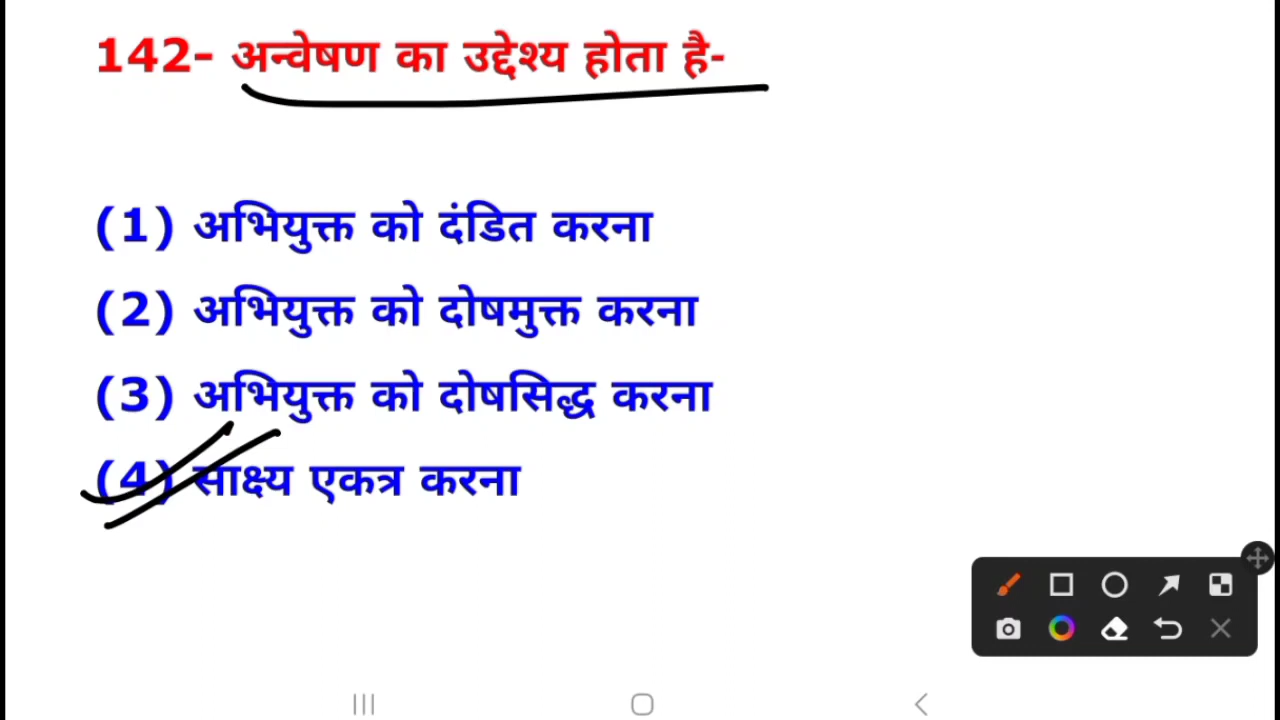 142- अन्वेषण का उद्देश्य होता है-
(1) अभियुक्त को दंडित करना
(2) अभियुक्त को दोषमुक्त करना
(3) अभियुक्त को दोषसिद्ध करना
(4) साक्ष्य एकत्र करना